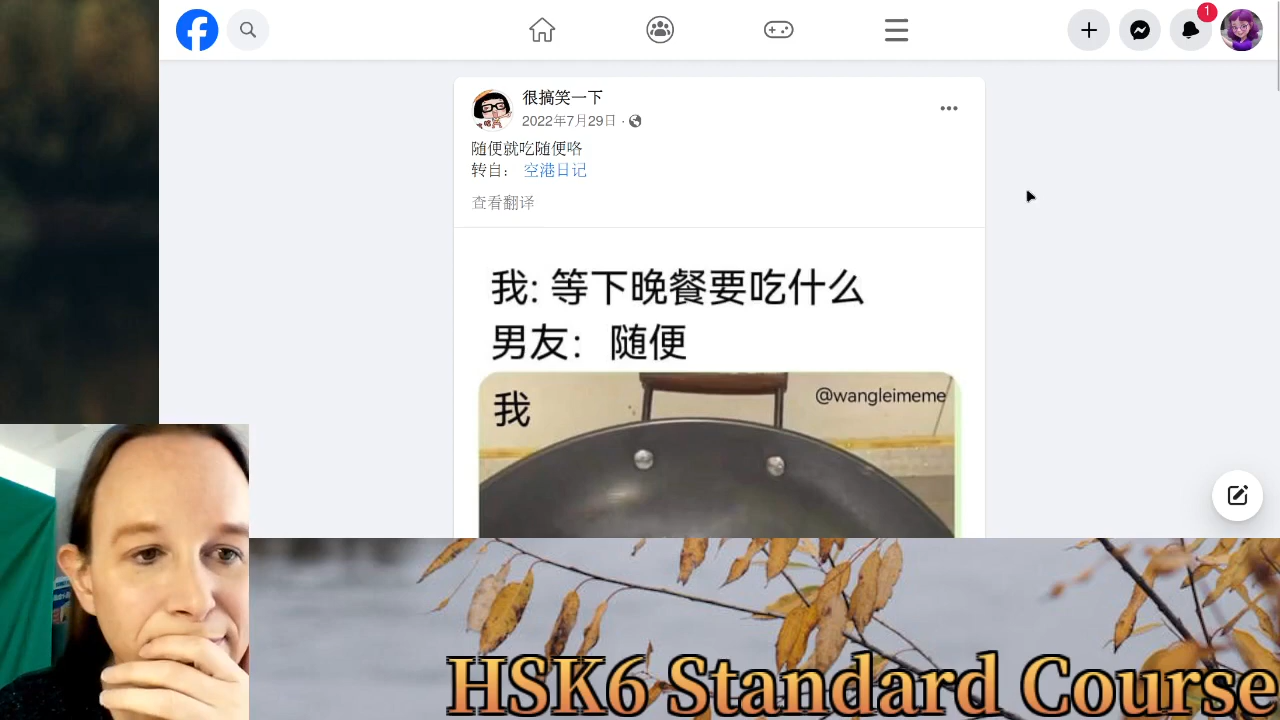 1
很搞笑一下
2022年7月29日 ·
随便就吃随便咯
转自： 空港日记
查看翻译
我: 等下晚餐要吃什么
男友：随便
我
@wangleimeme
HSK6 Standard Course